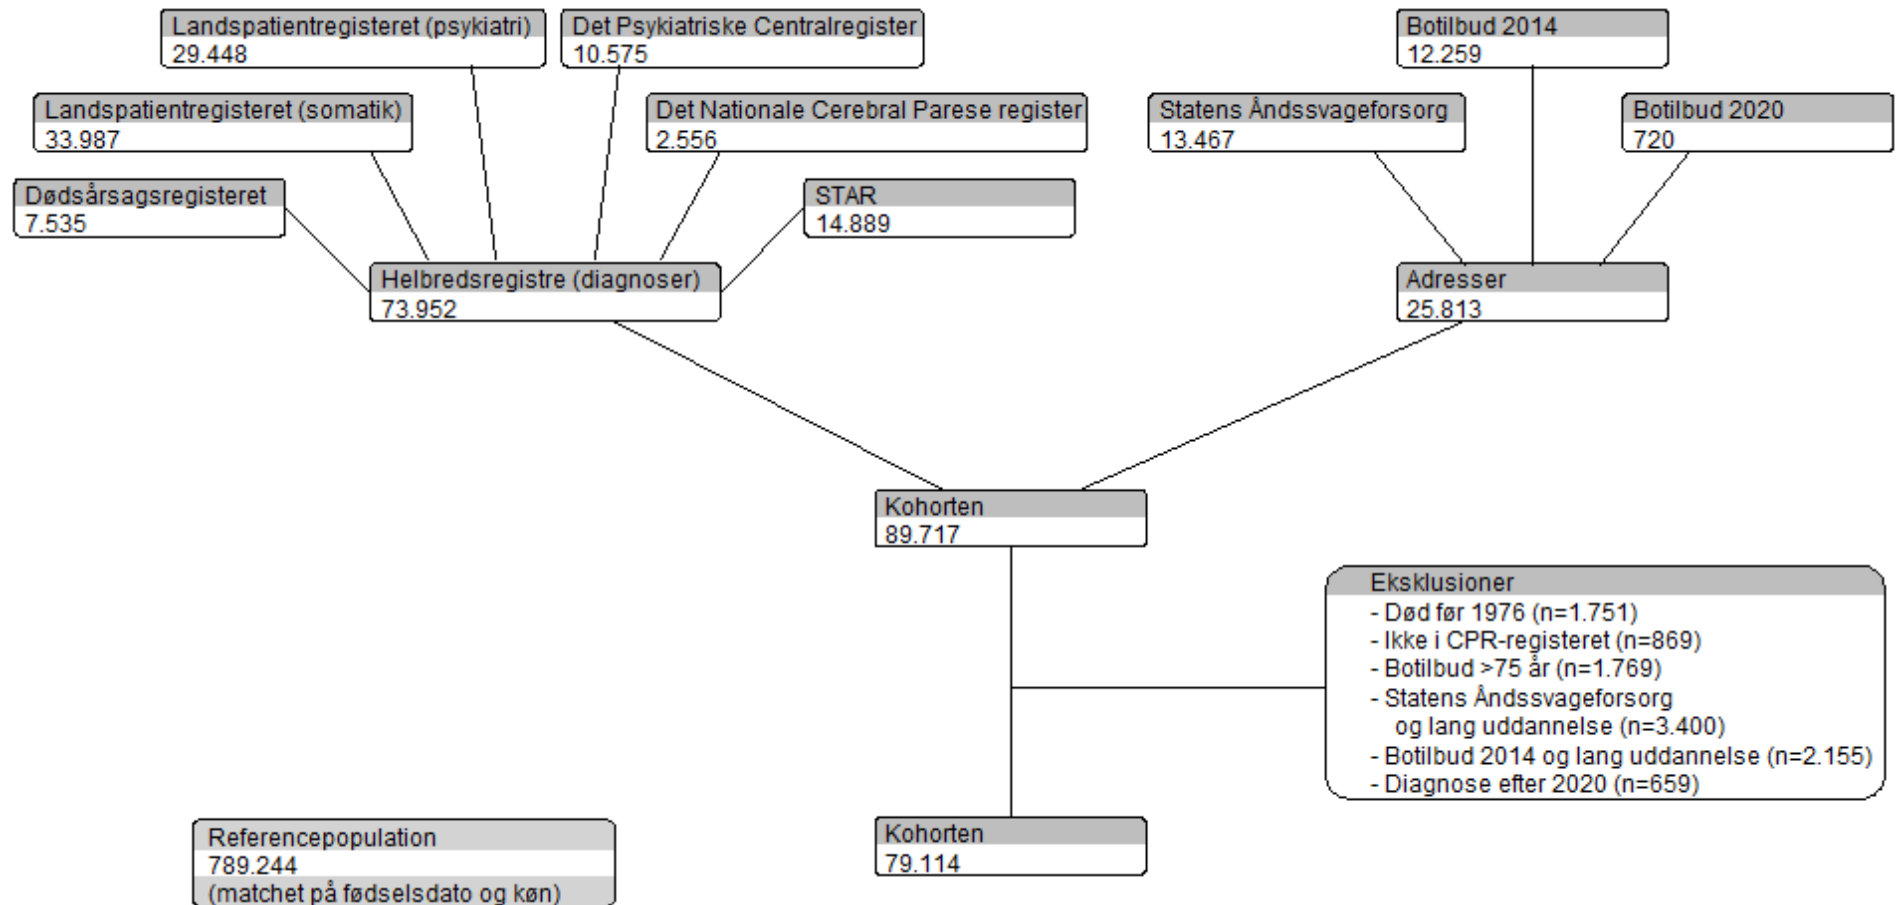 Landspatientregisteret (psykiatri)
29.448
Det Psykiatriske Centralregister
10.575
Botilbud 2014
12.259
Landspatientregisteret (somatik)
33.987
Det Nationale Cerebral Parese register
2.556
Statens Åndssvageforsorg
13.467
Botilbud 2020
720
Dødsårsagsregisteret
7.535
STAR
14.889
Helbredsregistre (diagnoser)
73.952
Adresser
25.813
Kohorten
89.717
Eksklusioner
- Død før 1976 (n=1.751)
- Ikke i CPR-registeret (n=869)
- Botilbud >75 år (n=1.769)
- Statens Åndssvageforsorg
og lang uddannelse (n=3.400)
- Botilbud 2014 og lang uddannelse (n=2.155)
- Diagnose efter 2020 (n=659)
Kohorten
79.114
Referencepopulation
789.244
(matchet på fødselsdato og køn)